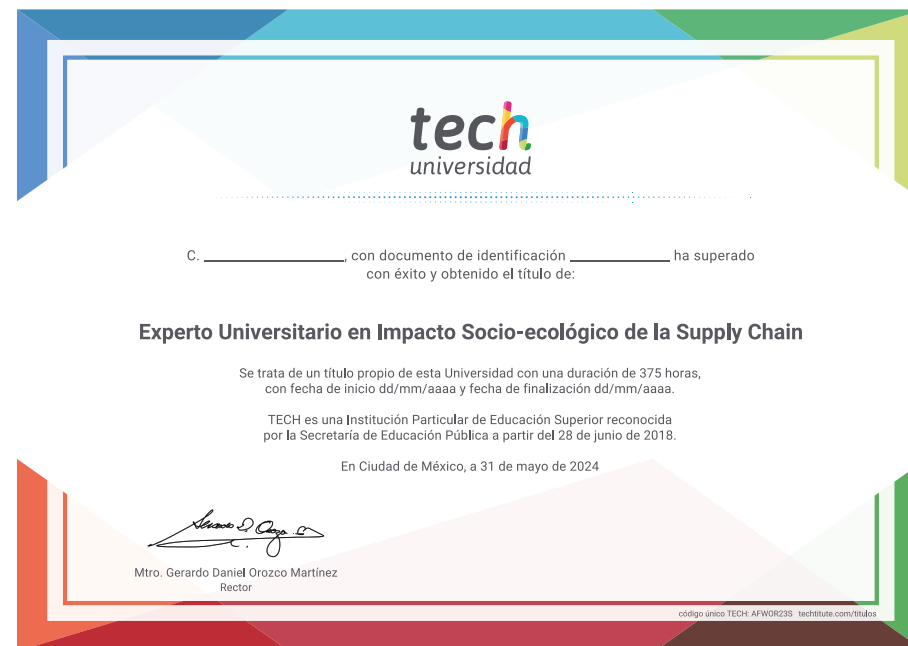 tech
universidad
C. ____________________, con documento de identificación ______________ ha superado
con éxito y obtenido el título de:
Experto Universitario en Impacto Socio-ecológico de la Supply Chain
Se trata de un título propio de esta Universidad con una duración de 375 horas,
con fecha de inicio dd/mm/aaaa y fecha de finalización dd/mm/aaaa.
TECH es una Institución Particular de Educación Superior reconocida
por la Secretaría de Educación Pública a partir del 28 de junio de 2018.
En Ciudad de México, a 31 de mayo de 2024
Mtro. Gerardo Daniel Orozco Martínez
Rector
código único TECH: AFWOR23S techtitute.com/titulos